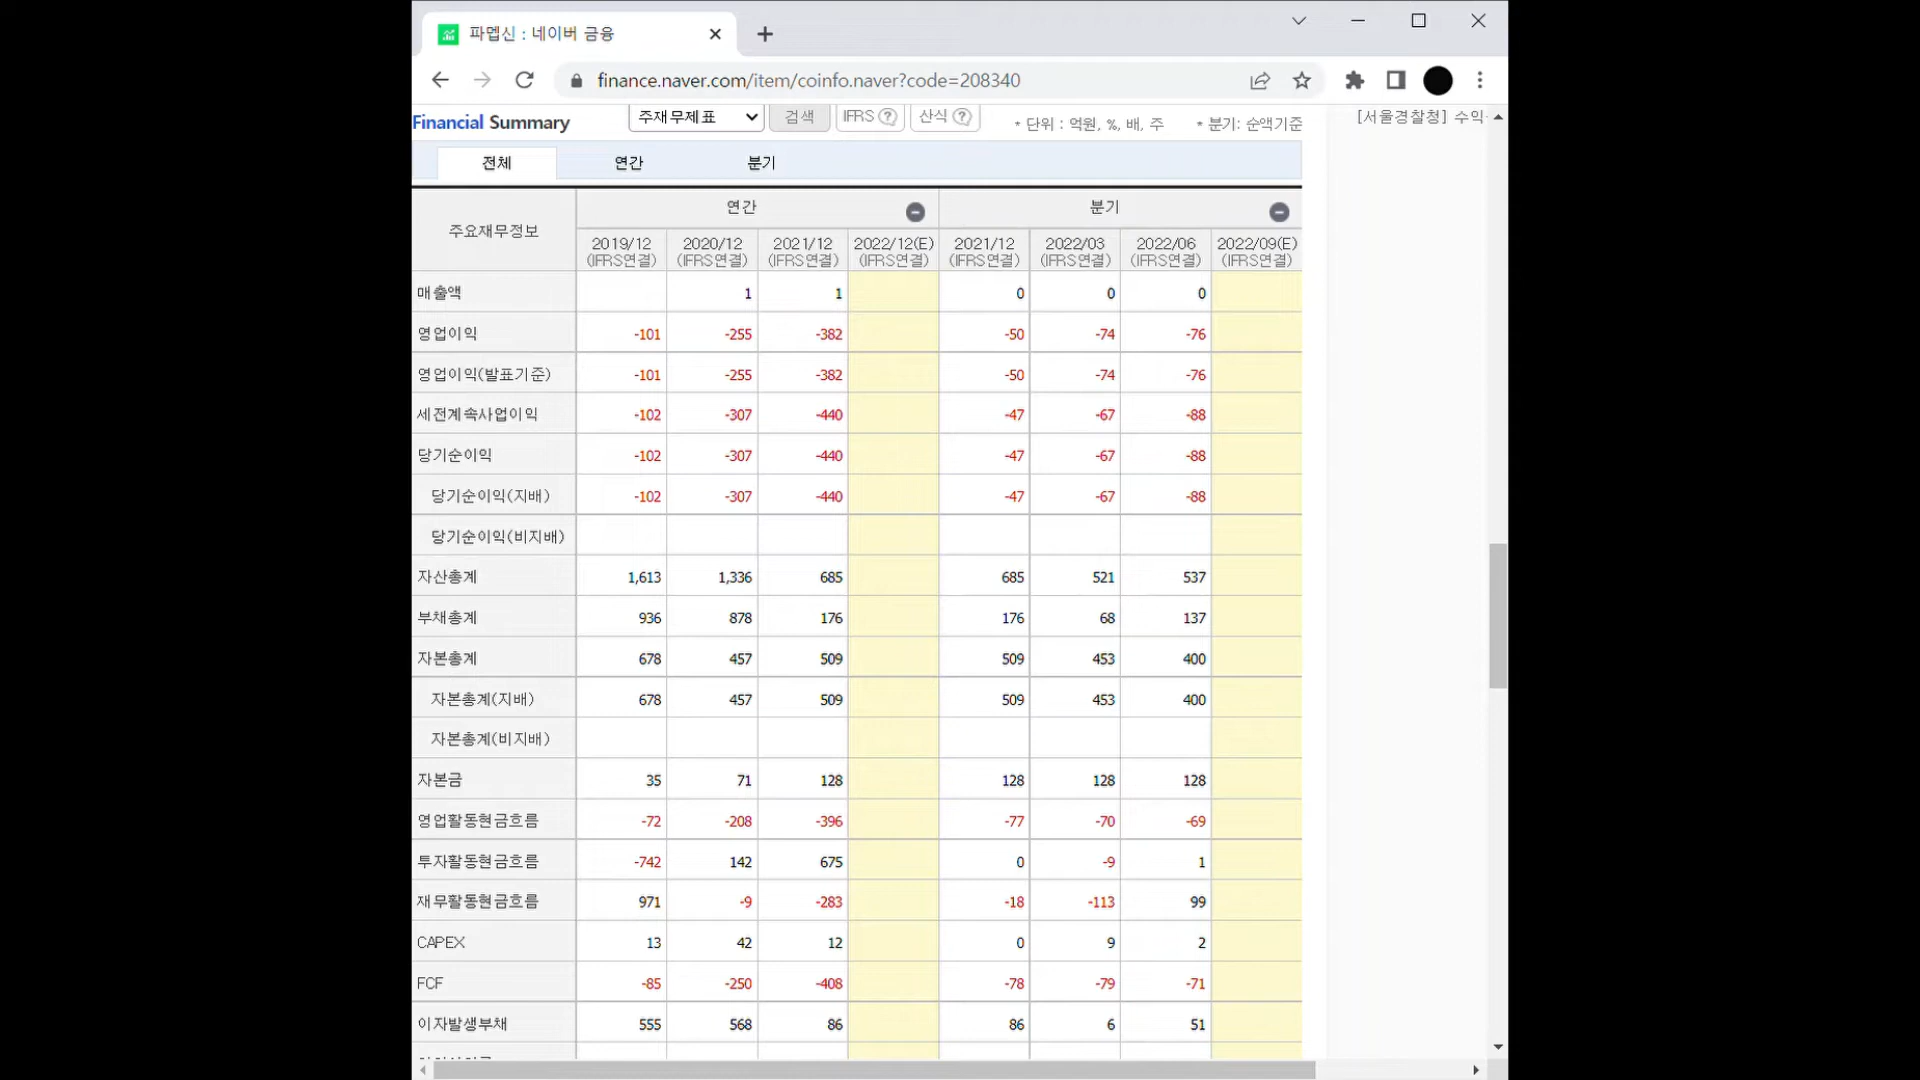 파멥신 : 네이버 금융
finance.naver.com/item/coinfo.naver?code=208340
Financial Summary 주재무제표 검색 IFRS ? 산식 ? * 단위 : 억원, %, 배, 주 * 분기: 순액기준
[서울경찰청] 수익
전체 연간 분기
주요재무정보 연간 분기
2019/12 2020/12 2021/12 2022/12(E) 2021/12 2022/03 2022/06 2022/09(E)
(IFRS연결) (IFRS연결) (IFRS연결) (IFRS연결) (IFRS연결) (IFRS연결) (IFRS연결) (IFRS연결)
매출액 1 1 0 0 0
영업이익 -101 -255 -382 -50 -74 -76
영업이익(발표기준) -101 -255 -382 -50 -74 -76
세전계속사업이익 -102 -307 -440 -47 -67 -88
당기순이익 -102 -307 -440 -47 -67 -88
당기순이익(지배) -102 -307 -440 -47 -67 -88
당기순이익(비지배)
자산총계 1,613 1,336 685 685 521 537
부채총계 936 878 176 176 68 137
자본총계 678 457 509 509 453 400
자본총계(지배) 678 457 509 509 453 400
자본총계(비지배)
자본금 35 71 128 128 128 128
영업활동현금흐름 -72 -208 -396 -77 -70 -69
투자활동현금흐름 -742 142 675 0 -9 1
재무활동현금흐름 971 -9 -283 -18 -113 99
CAPEX 13 42 12 0 9 2
FCF -85 -250 -408 -78 -79 -71
이자발생부채 555 568 86 86 6 51